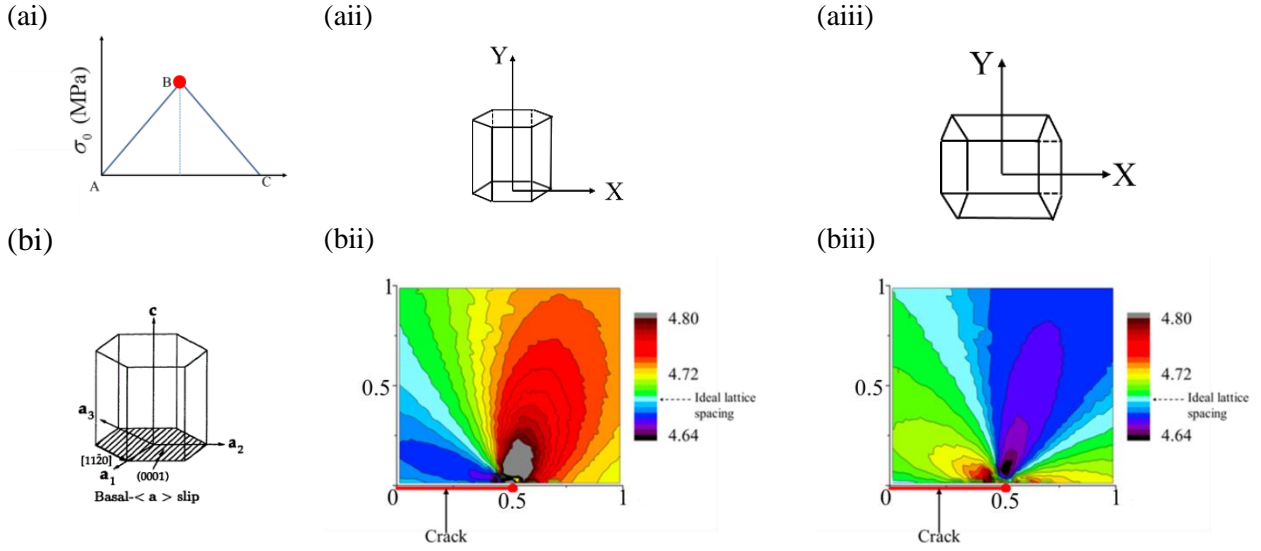 (ai)
(aii)
(aiii)
σ0 (MPa)
B
A
C
Y
X
Y
X
(bi)
(bii)
(biii)
c
a3
a2
[112̄0]
a1
(0001)
Basal-< a > slip
1
0.5
0
0.5
1
Crack
4.80
4.72
Ideal lattice
spacing
4.64
1
0.5
0
0.5
1
Crack
4.80
4.72
Ideal lattice
spacing
4.64